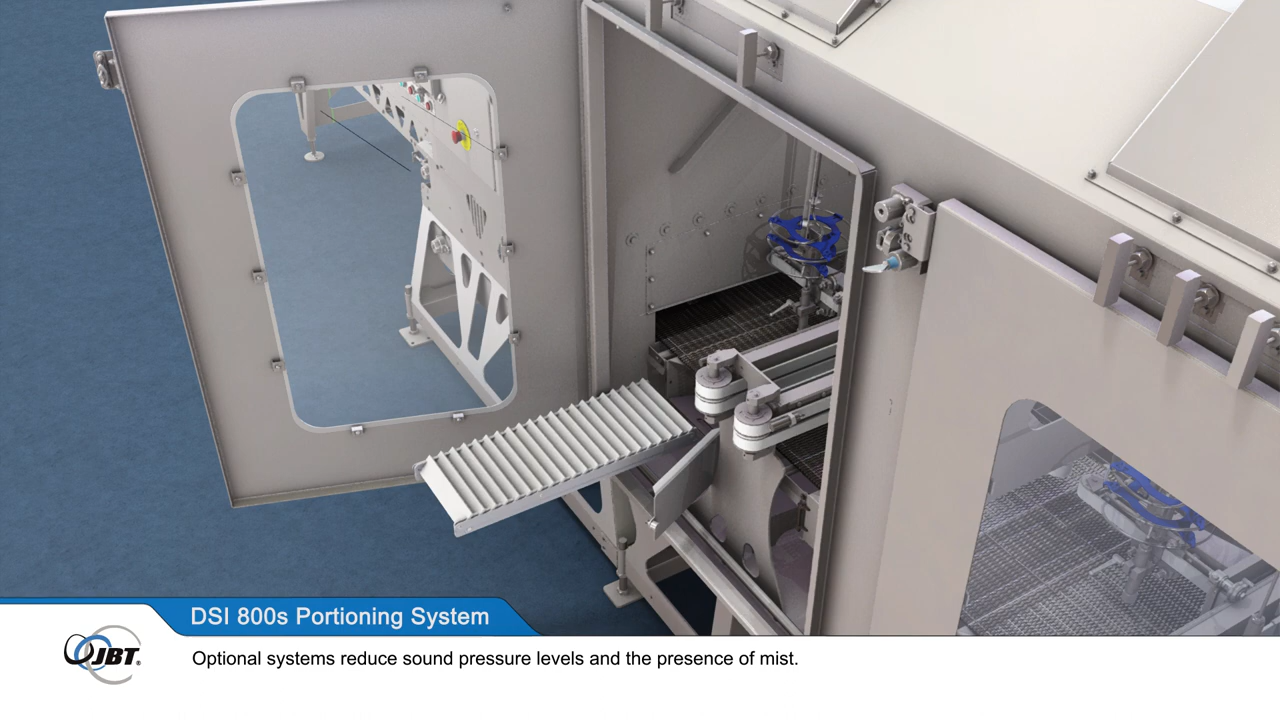 DSI 800s Portioning System
JBT®
Optional systems reduce sound pressure levels and the presence of mist.